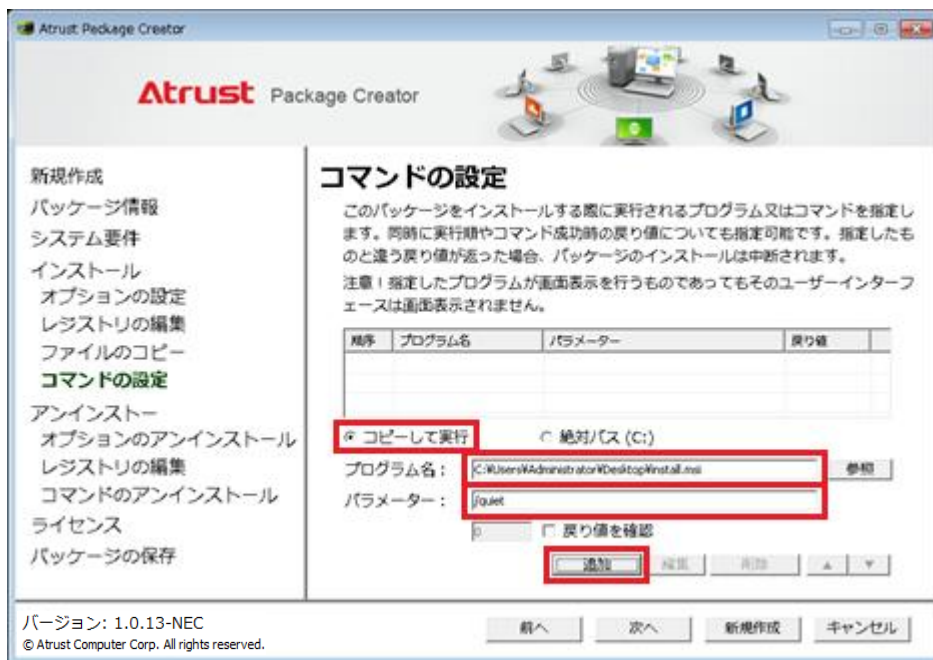 Atrust Package Creator
Atrust Package Creator
新規作成
パッケージ情報
システム要件
インストール
オプションの設定
レジストリの編集
ファイルのコピー
コマンドの設定
アンインストー
オプションのアンインストール
レジストリの編集
コマンドのアンインストール
ライセンス
パッケージの保存
コマンドの設定
このパッケージをインストールする際に実行されるプログラム又はコマンドを指定し
ます。同時に実行順やコマンド成功時の戻り値についても指定可能です。指定したも
のと違う戻り値が返った場合、パッケージのインストールは中断されます。
注意！指定したプログラムが画面表示を行うものであってもそのユーザーインターフ
ェースは画面表示されません。
順序 プログラム名 パラメーター 戻り値
コピーして実行 絶対パス (C:)
プログラム名： C:¥Users¥Administrator¥Desktop¥install.msi 参照
パラメーター： /quiet
0 戻り値を確認
追加 編集 削除 ▲ ▼
バージョン: 1.0.13-NEC
© Atrust Computer Corp. All rights reserved.
前へ 次へ 新規作成 キャンセル